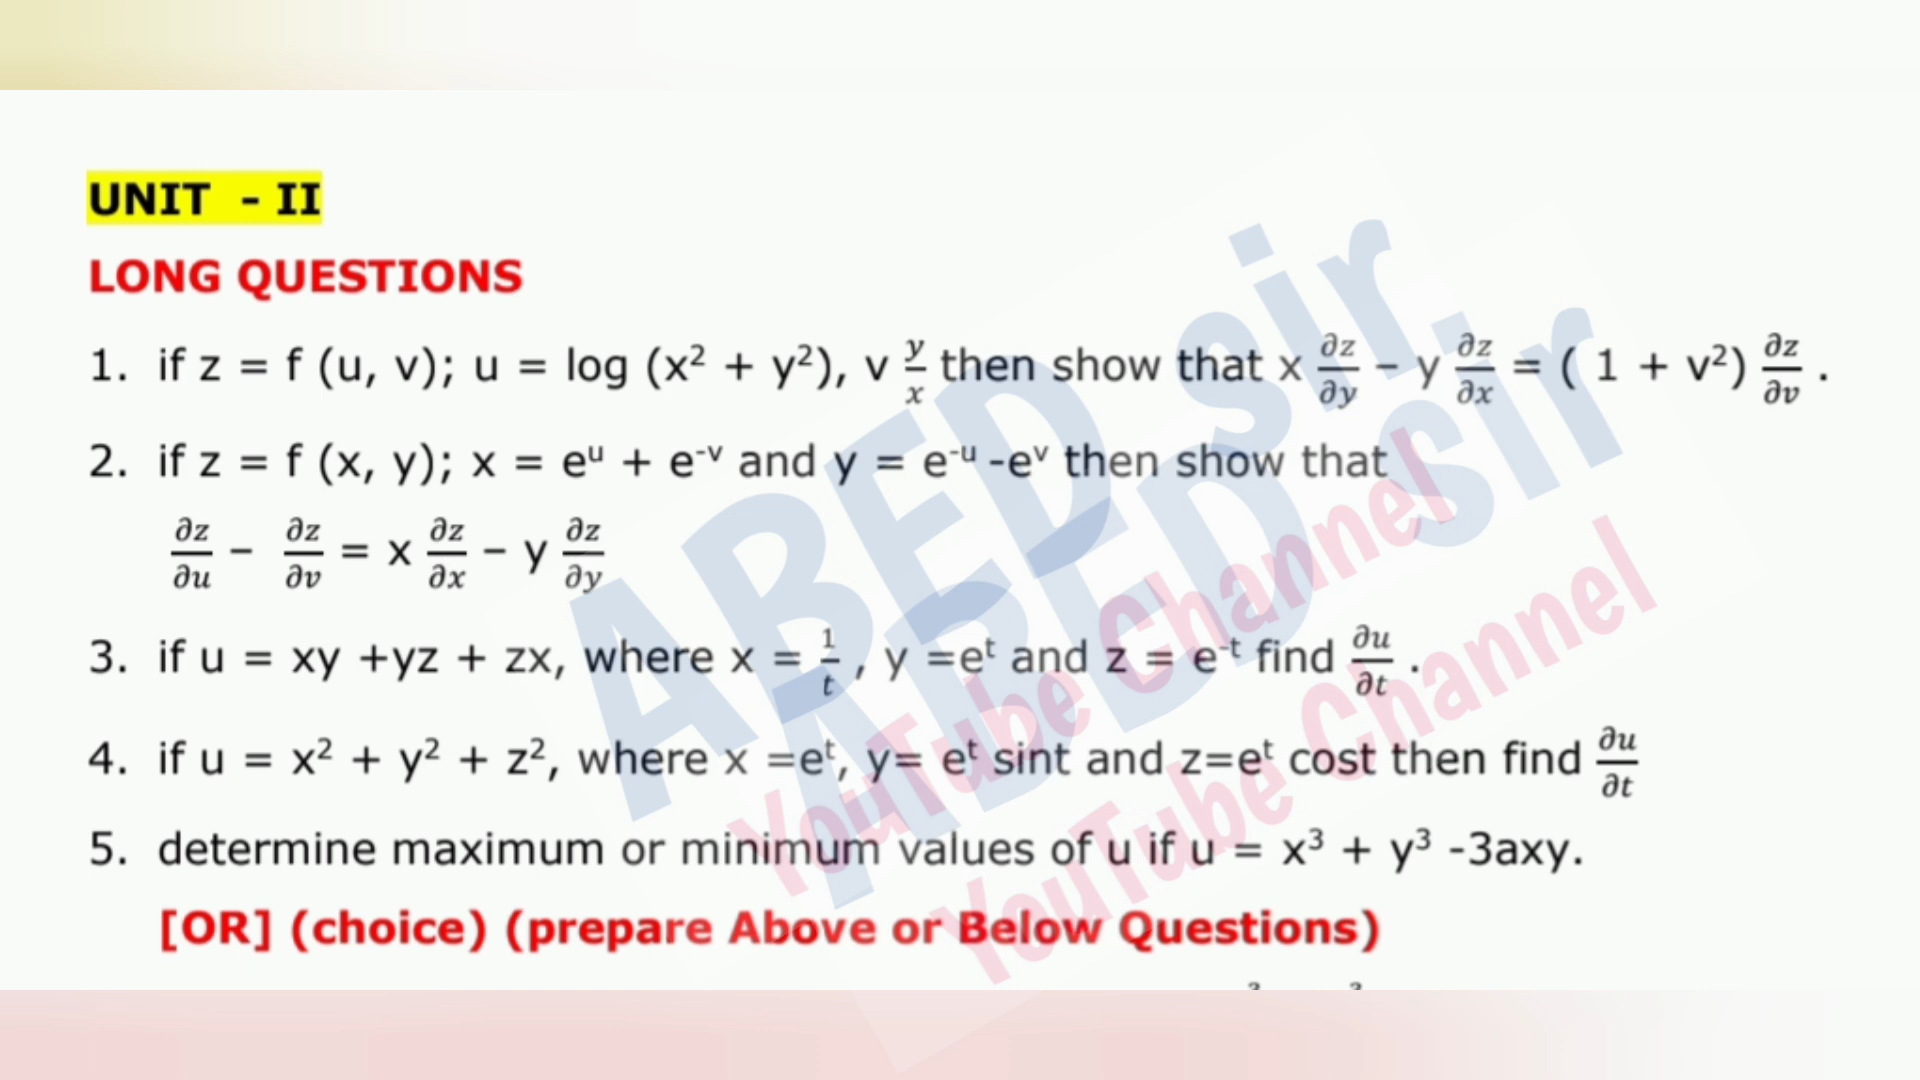 UNIT - II
LONG QUESTIONS
1. if z = f (u, v); u = log (x² + y²), v y/x then show that x ∂z/∂y – y ∂z/∂x = ( 1 + v²) ∂z/∂v .
2. if z = f (x, y); x = eᵘ + e⁻ᵛ and y = e⁻ᵘ -eᵛ then show that
∂z/∂u – ∂z/∂v = x ∂z/∂x – y ∂z/∂y
3. if u = xy +yz + zx, where x = 1/t , y =eᵗ and z = e⁻ᵗ find ∂u/∂t .
4. if u = x² + y² + z², where x =eᵗ, y= eᵗ sint and z=eᵗ cost then find ∂u/∂t
5. determine maximum or minimum values of u if u = x³ + y³ -3axy.
[OR] (choice) (prepare Above or Below Questions)
ABED sir
YouTube Channel
ABED sir
YouTube Channel